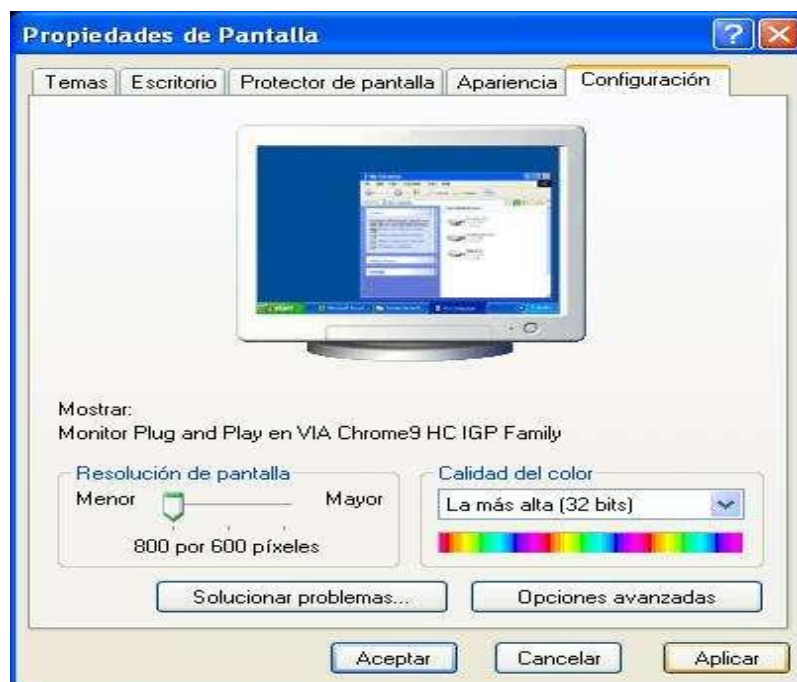 Propiedades de Pantalla
Temas Escritorio Protector de pantalla Apariencia Configuración
Mostrar:
Monitor Plug and Play en VIA Chrome9 HC IGP Family
Resolución de pantalla
Menor Mayor
800 por 600 píxeles
Calidad del color
La más alta (32 bits)
Solucionar problemas... Opciones avanzadas
Aceptar Cancelar Aplicar